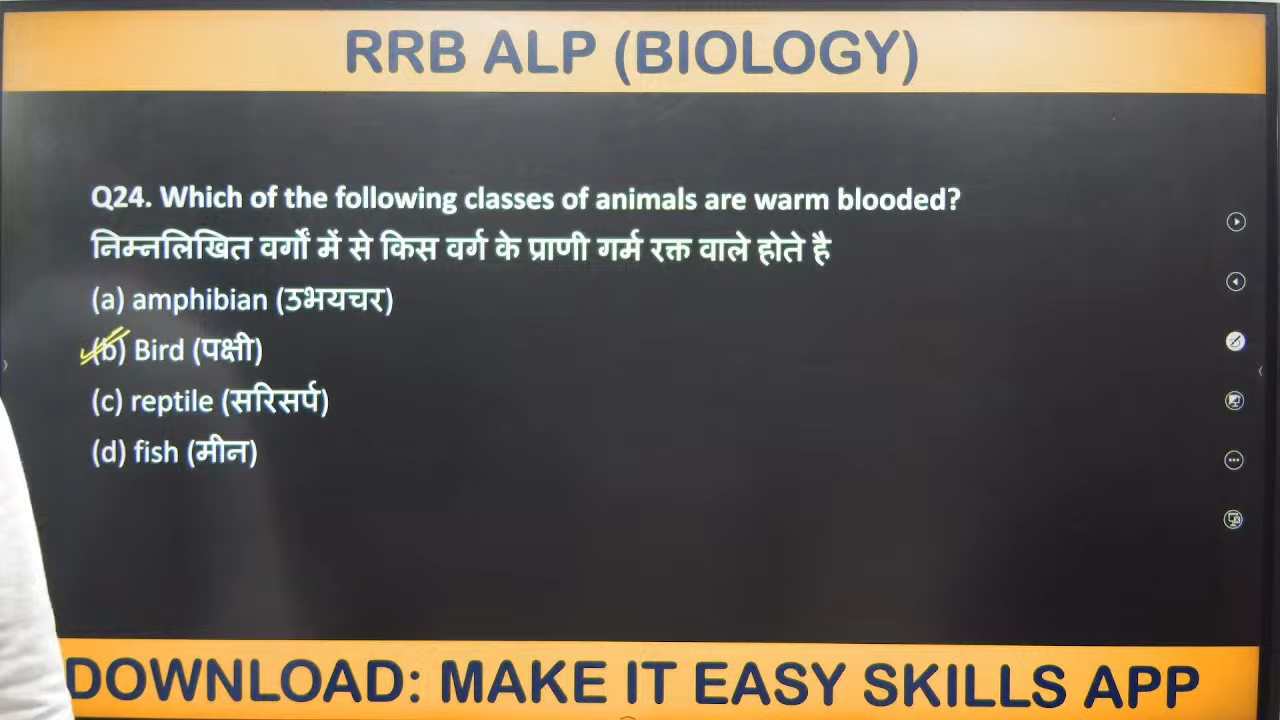 RRB ALP (BIOLOGY)
Q24. Which of the following classes of animals are warm blooded?
निम्नलिखित वर्गों में से किस वर्ग के प्राणी गर्म रक्त वाले होते है
(a) amphibian (उभयचर)
(b) Bird (पक्षी)
(c) reptile (सरिसर्प)
(d) fish (मीन)
DOWNLOAD: MAKE IT EASY SKILLS APP